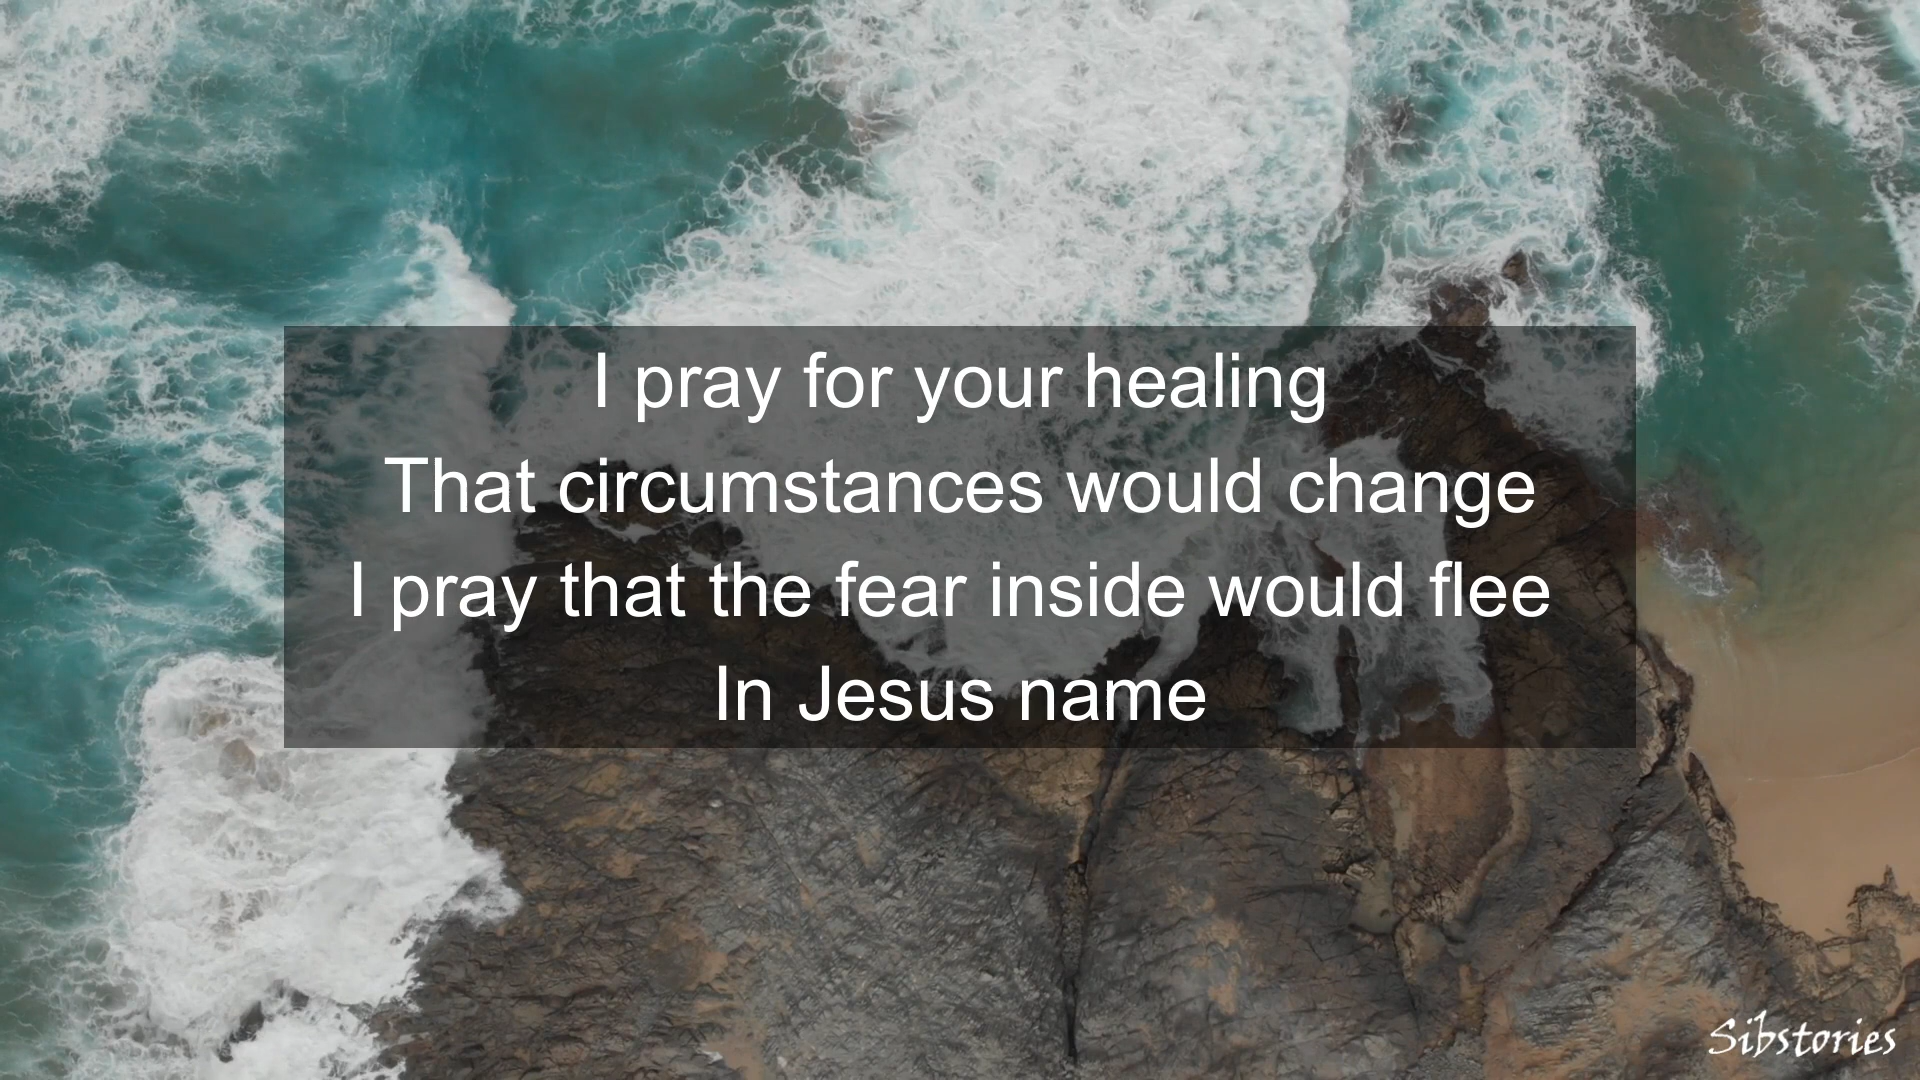 I pray for your healing
That circumstances would change
I pray that the fear inside would flee
In Jesus name
Sibstories